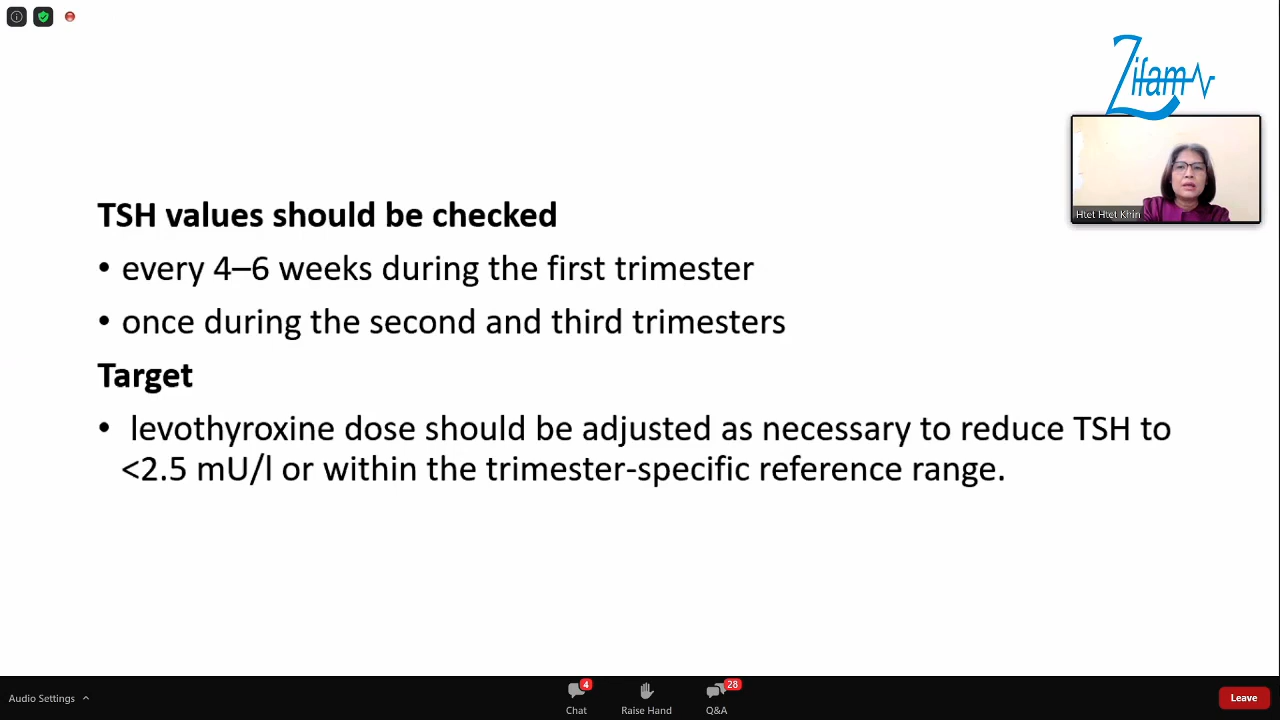 Zifam
Htet Htet Khin
TSH values should be checked
• every 4–6 weeks during the first trimester
• once during the second and third trimesters
Target
• levothyroxine dose should be adjusted as necessary to reduce TSH to
<2.5 mU/l or within the trimester-specific reference range.
Audio Settings
4
Chat
Raise Hand
28
Q&A
Leave